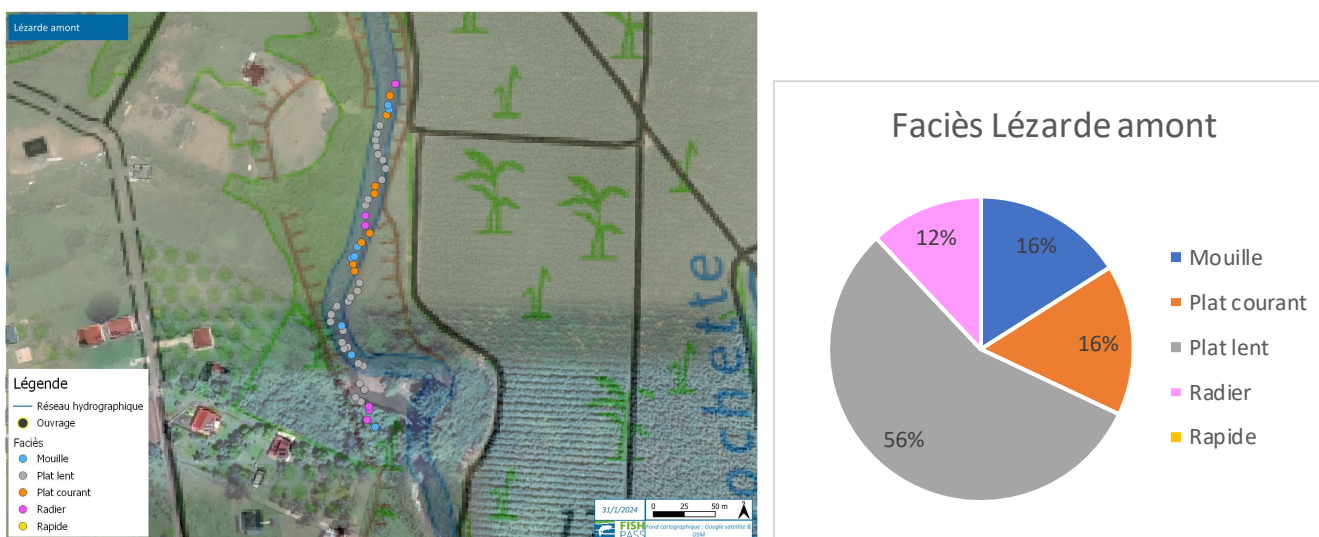 Lézarde amont
ochette
Légende
Réseau hydrographique
Ouvrage
Faciès
Mouille
Plat lent
Plat courant
Radier
Rapide
31/1/2024
0 25 50 m
FISH
PASS
Fond cartographique : Google satellite &
OSM
Faciès Lézarde amont
12%
16%
16%
56%
Mouille
Plat courant
Plat lent
Radier
Rapide